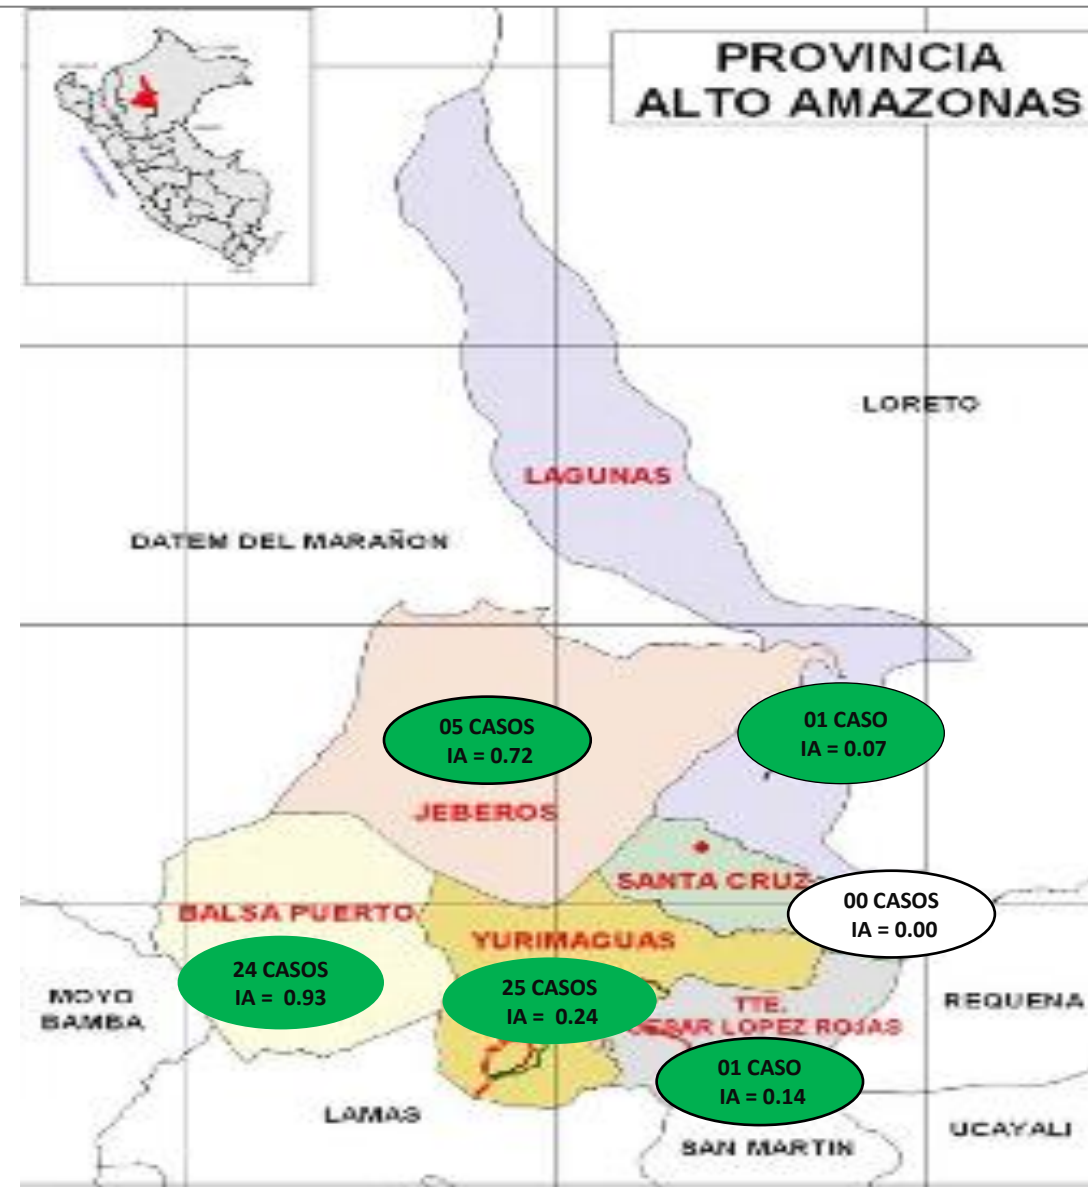 PROVINCIA
ALTO AMAZONAS
LORETO
LAGUNAS
DATEM DEL MARAÑON
05 CASOS
IA = 0.72
01 CASO
IA = 0.07
JEBEROS
SANTA CRUZ
00 CASOS
IA = 0.00
BALSA PUERTO
YURIMAGUAS
24 CASOS
IA = 0.93
25 CASOS
IA = 0.24
MOYO
BAMBA
TTE.
ESAR LOPEZ ROJAS
REQUENA
01 CASO
IA = 0.14
LAMAS
SAN MARTIN
UCAYALI